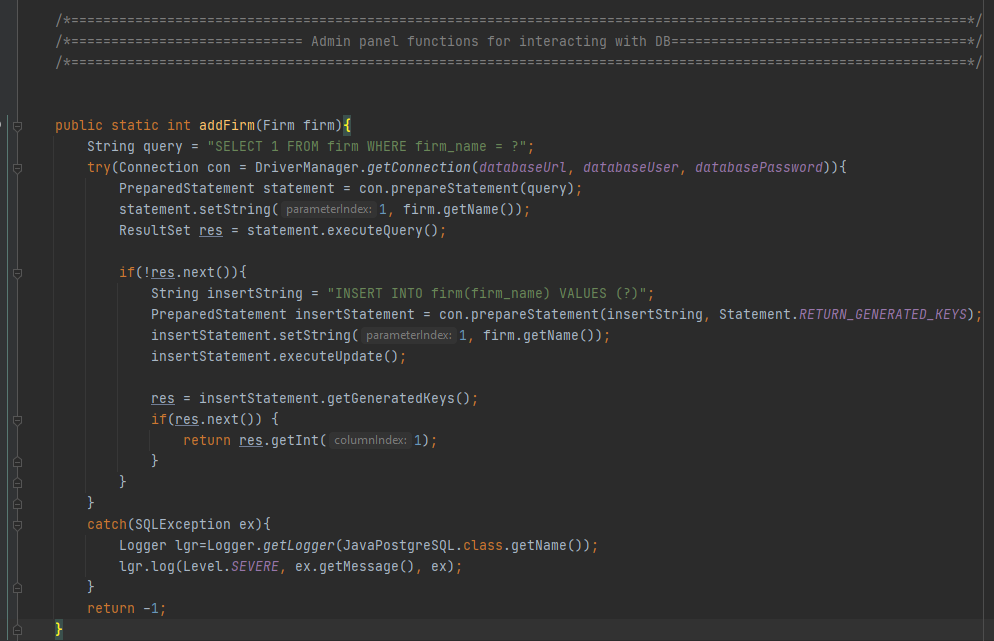 /*================================================================================================================*/
/*============================= Admin panel functions for interacting with DB=====================================*/
/*================================================================================================================*/
public static int addFirm(Firm firm){
String query = "SELECT 1 FROM firm WHERE firm_name = ?";
try(Connection con = DriverManager.getConnection(databaseUrl, databaseUser, databasePassword)){
PreparedStatement statement = con.prepareStatement(query);
statement.setString( parameterIndex: 1, firm.getName());
ResultSet res = statement.executeQuery();
if(!res.next()){
String insertString = "INSERT INTO firm(firm_name) VALUES (?)";
PreparedStatement insertStatement = con.prepareStatement(insertString, Statement.RETURN_GENERATED_KEYS);
insertStatement.setString( parameterIndex: 1, firm.getName());
insertStatement.executeUpdate();
res = insertStatement.getGeneratedKeys();
if(res.next()) {
return res.getInt( columnIndex: 1);
}
}
}
catch(SQLException ex){
Logger lgr=Logger.getLogger(JavaPostgreSQL.class.getName());
lgr.log(Level.SEVERE, ex.getMessage(), ex);
}
return -1;
}